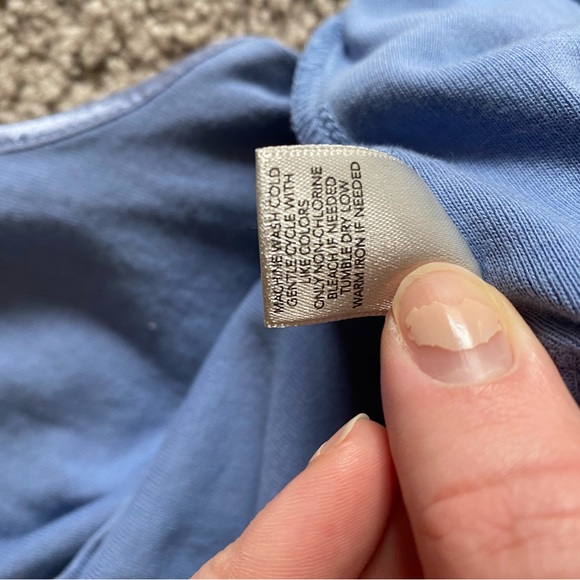 MACHINE WASH COLD
GENTLE CYCLE WITH
LIKE COLORS
ONLY NON-CHLORINE
BLEACH IF NEEDED
TUMBLE DRY LOW
WARM IRON IF NEEDED